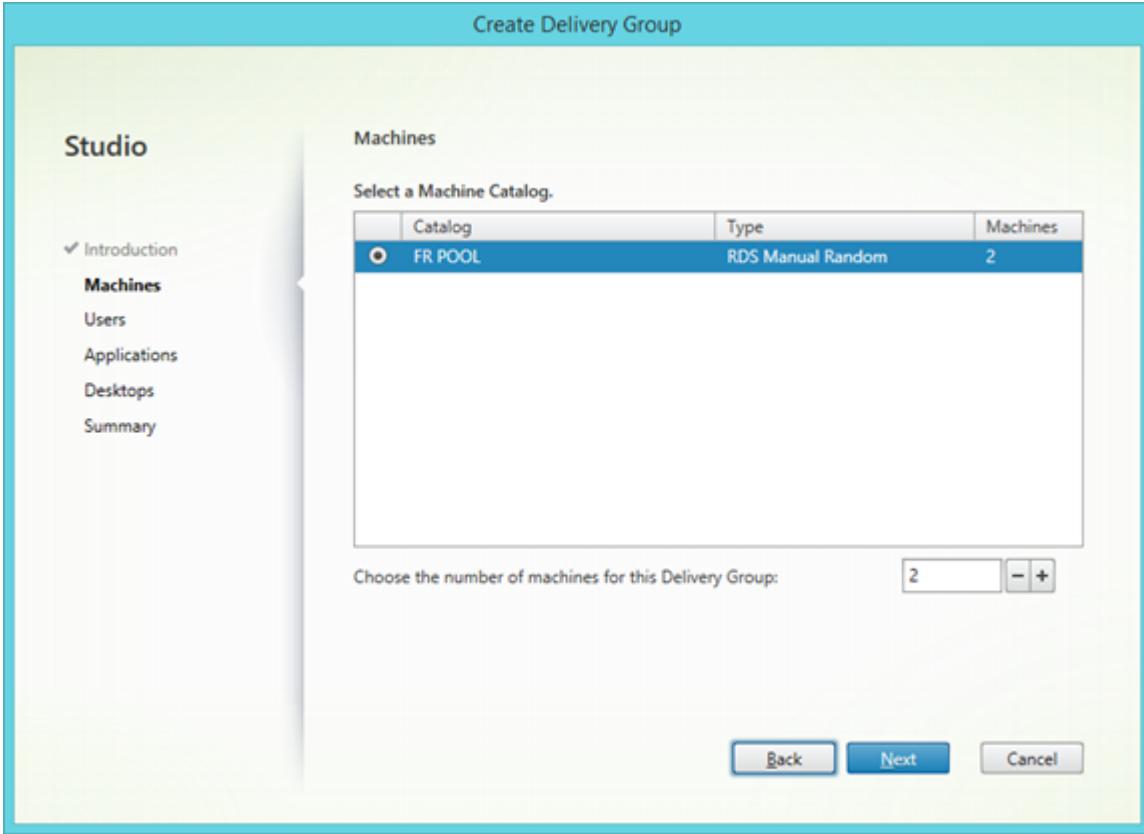 Create Delivery Group
Studio
✔ Introduction
Machines
Users
Applications
Desktops
Summary
Machines
Select a Machine Catalog.
Catalog Type Machines
FR POOL RDS Manual Random 2
Choose the number of machines for this Delivery Group: 2 − +
Back Next Cancel